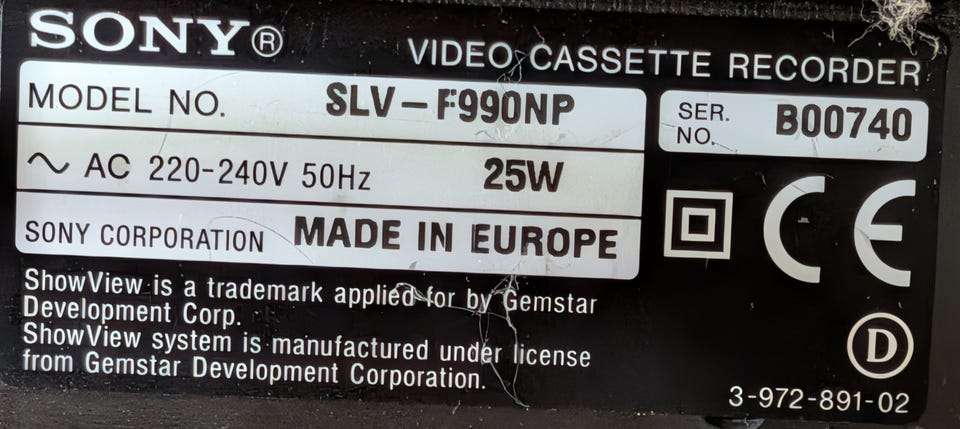 SONY®
VIDEO CASSETTE RECORDER
MODEL NO. SLV-F990NP
SER. NO. B00740
~ AC 220-240V 50Hz 25W
SONY CORPORATION MADE IN EUROPE
CE
ShowView is a trademark applied for by Gemstar
Development Corp.
ShowView system is manufactured under license
from Gemstar Development Corporation.
D
3-972-891-02